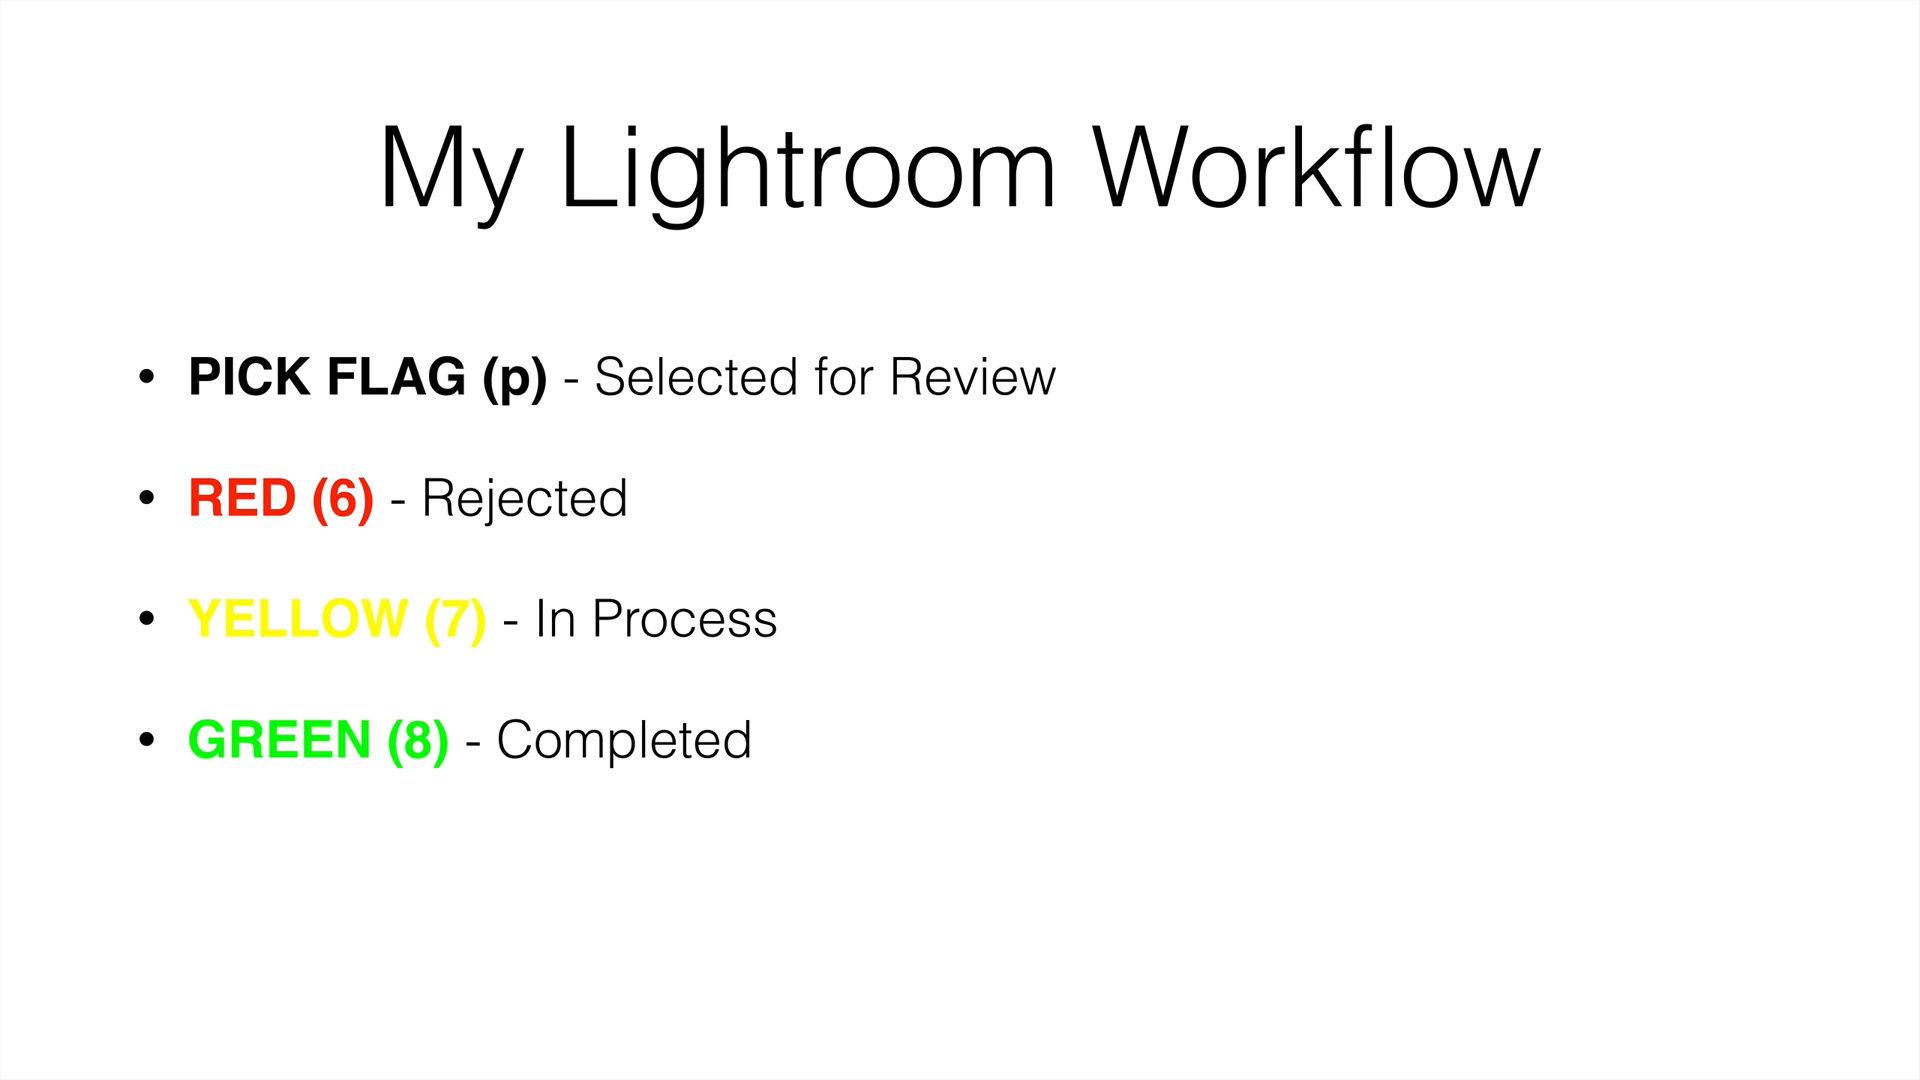 My Lightroom Workflow
• PICK FLAG (p) - Selected for Review
• RED (6) - Rejected
• YELLOW (7) - In Process
• GREEN (8) - Completed